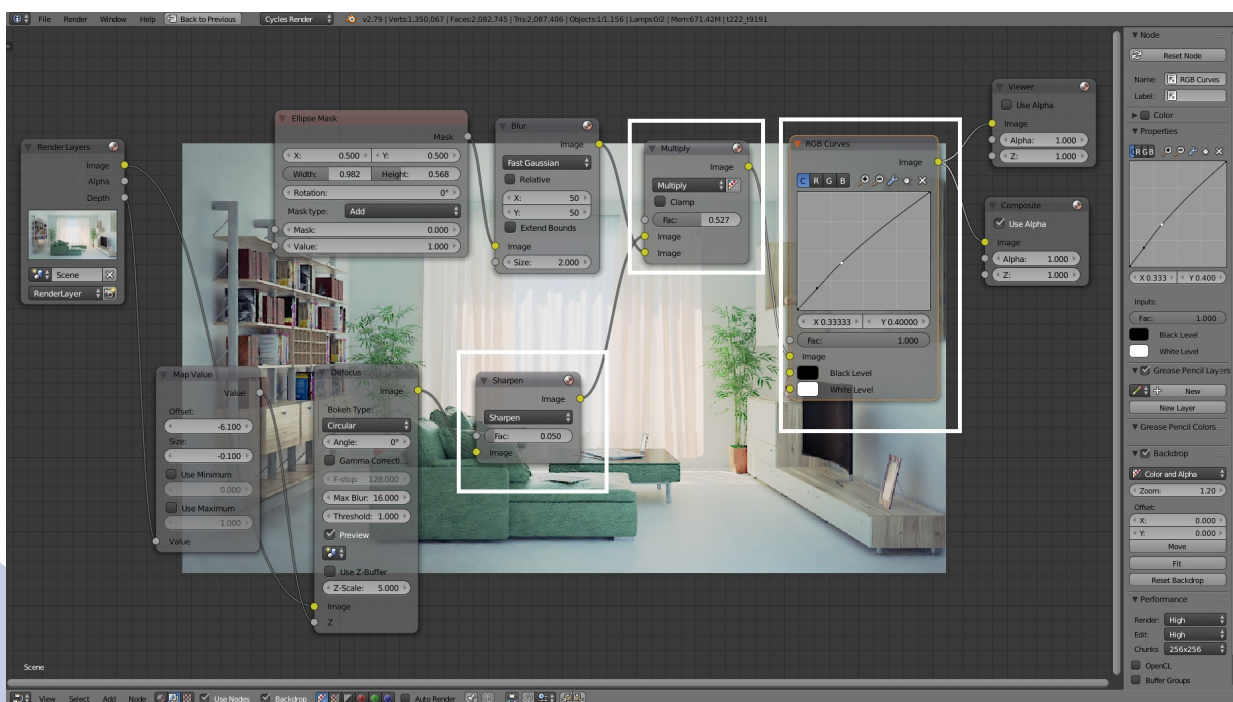 File Render Window Help Back to Previous Cycles Render v2.79 | Verts:1,350,067 | Faces:2,082,745 | Tris:2,087,406 | Objects:1/1,156 | Lamps:0/2 | Mem:671.42M | t222_t9191
Render Layers
Image
Alpha
Depth
Scene
RenderLayer
Ellipse Mask
Mask
X: 0.500 Y: 0.500
Width: 0.982 Height: 0.568
Rotation: 0°
Mask type: Add
Mask: 0.000
Value: 1.000
Blur
Image
Fast Gaussian
Relative
X: 50
Y: 50
Extend Bounds
Image
Size: 2.000
Multiply
Image
Multiply
Clamp
Fac: 0.527
Image
Image
RGB Curves
Image
C R G B
X 0.33333 Y 0.40000
Fac: 1.000
Image
Black Level
White Level
Viewer
Use Alpha
Image
Alpha: 1.000
Z: 1.000
Composite
Use Alpha
Image
Alpha: 1.000
Z: 1.000
Map Value
Value
Offset:
-6.100
Size:
-0.100
Use Minimum
0.000
Use Maximum
1.000
Value
Defocus
Image
Bokeh Type:
Circular
Angle: 0°
Gamma Correcti...
F-stop: 128.000
Max Blur: 16.000
Threshold: 1.000
Preview
Use Z-Buffer
Z-Scale: 5.000
Image
Z
Sharpen
Image
Sharpen
Fac: 0.050
Image
Node
Reset Node
Name: RGB Curves
Label:
Color
Properties
C R G B
X 0.333 Y 0.400
Inputs:
Fac: 1.000
Black Level
White Level
Grease Pencil Layers
New
New Layer
Grease Pencil Colors
Backdrop
Color and Alpha
Zoom: 1.20
Offset:
X: 0.000
Y: 0.000
Move
Fit
Reset Backdrop
Performance
Render: High
Edit: High
Chunks 256x256
OpenCL
Buffer Groups
Scene
View Select Add Node Use Nodes Backdrop Auto Render